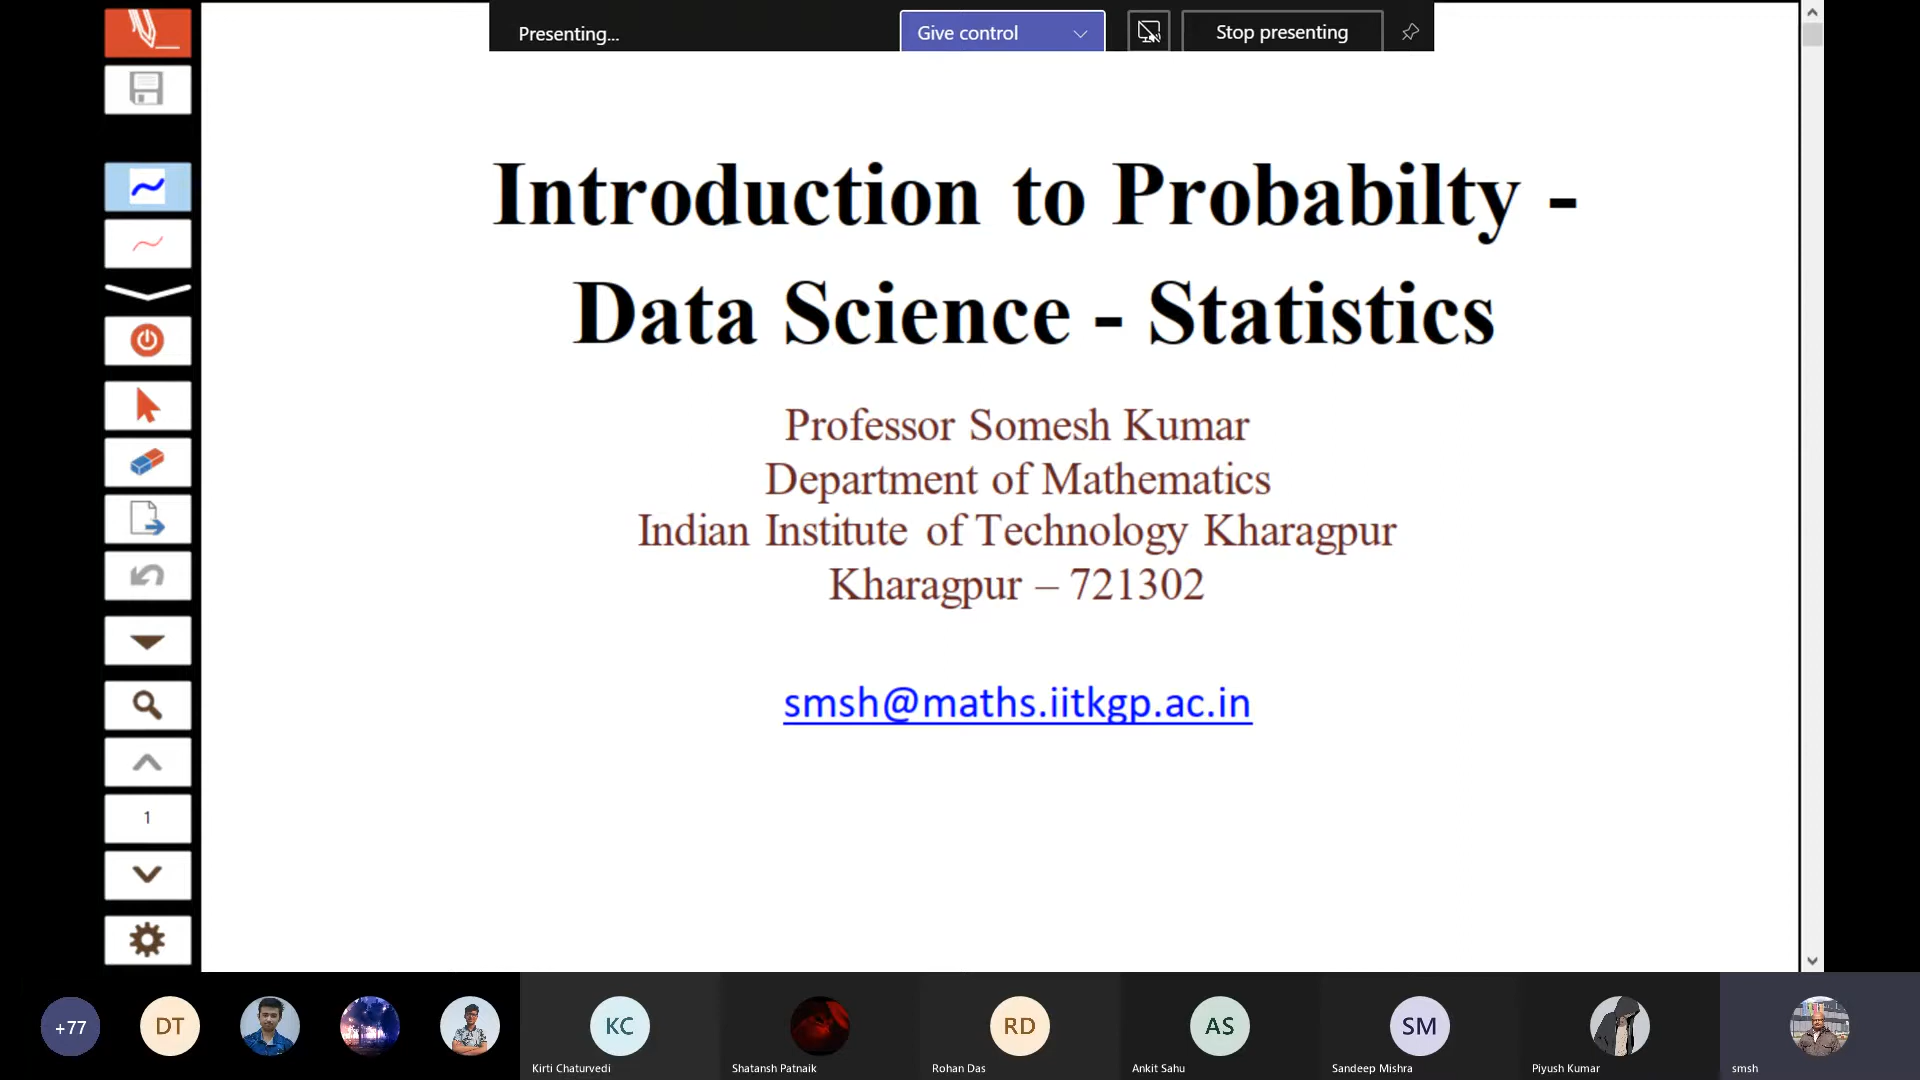 Presenting...
Give control
Stop presenting
Introduction to Probabilty -
Data Science - Statistics
Professor Somesh Kumar
Department of Mathematics
Indian Institute of Technology Kharagpur
Kharagpur – 721302
smsh@maths.iitkgp.ac.in
1
+77
DT
KC
RD
AS
SM
Kirti Chaturvedi
Shatansh Patnaik
Rohan Das
Ankit Sahu
Sandeep Mishra
Piyush Kumar
smsh